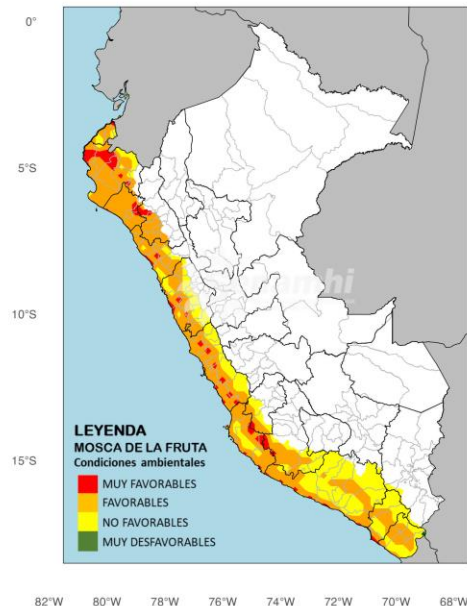 0°
5°S
10°S
15°S
senamhi
LEYENDA
MOSCA DE LA FRUTA
Condiciones ambientales
MUY FAVORABLES
FAVORABLES
NO FAVORABLES
MUY DESFAVORABLES
82°W 80°W 78°W 76°W 74°W 72°W 70°W 68°W